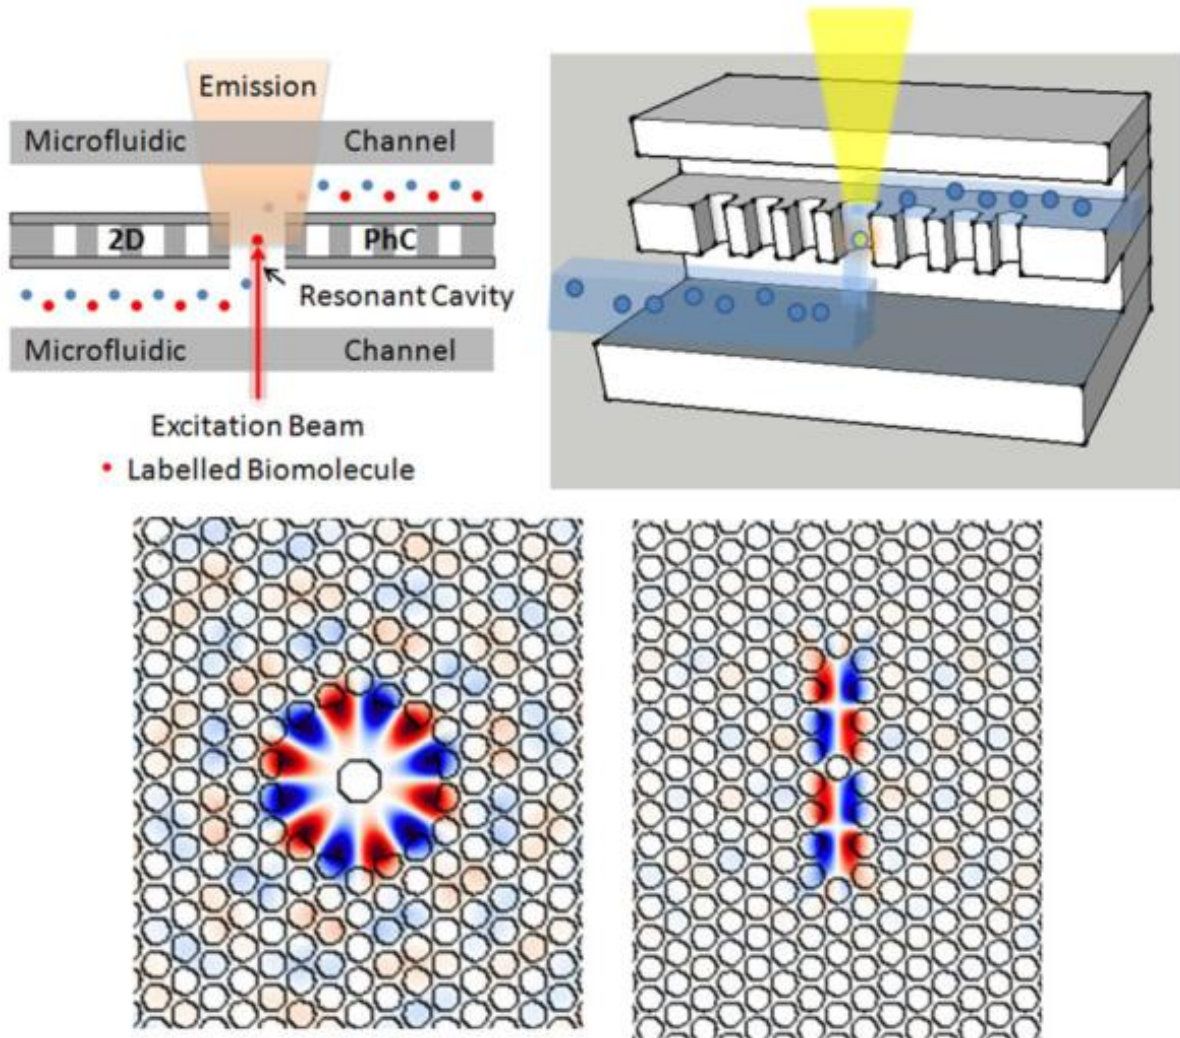 Emission
Microfluidic Channel
2D PhC
Resonant Cavity
Microfluidic Channel
Excitation Beam
Labelled Biomolecule